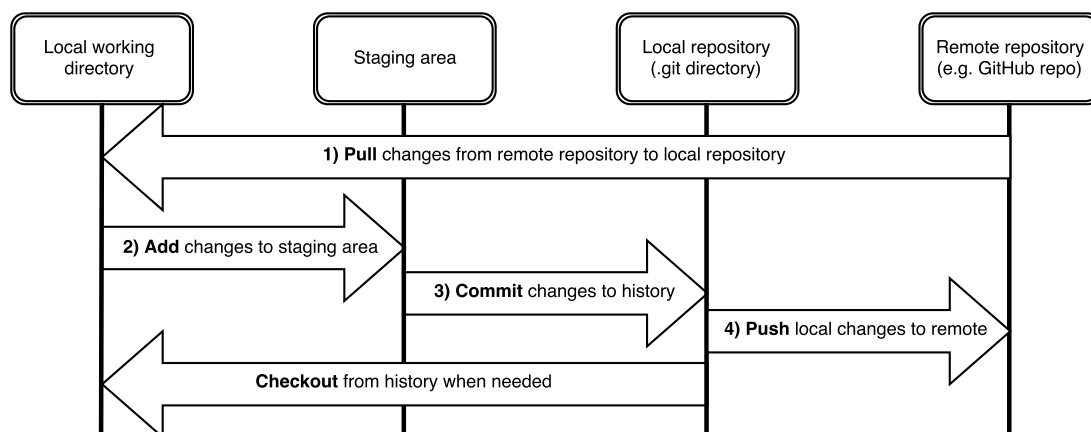 Local working
directory
Staging area
Local repository
(.git directory)
Remote repository
(e.g. GitHub repo)
1) Pull changes from remote repository to local repository
2) Add changes to staging area
3) Commit changes to history
4) Push local changes to remote
Checkout from history when needed